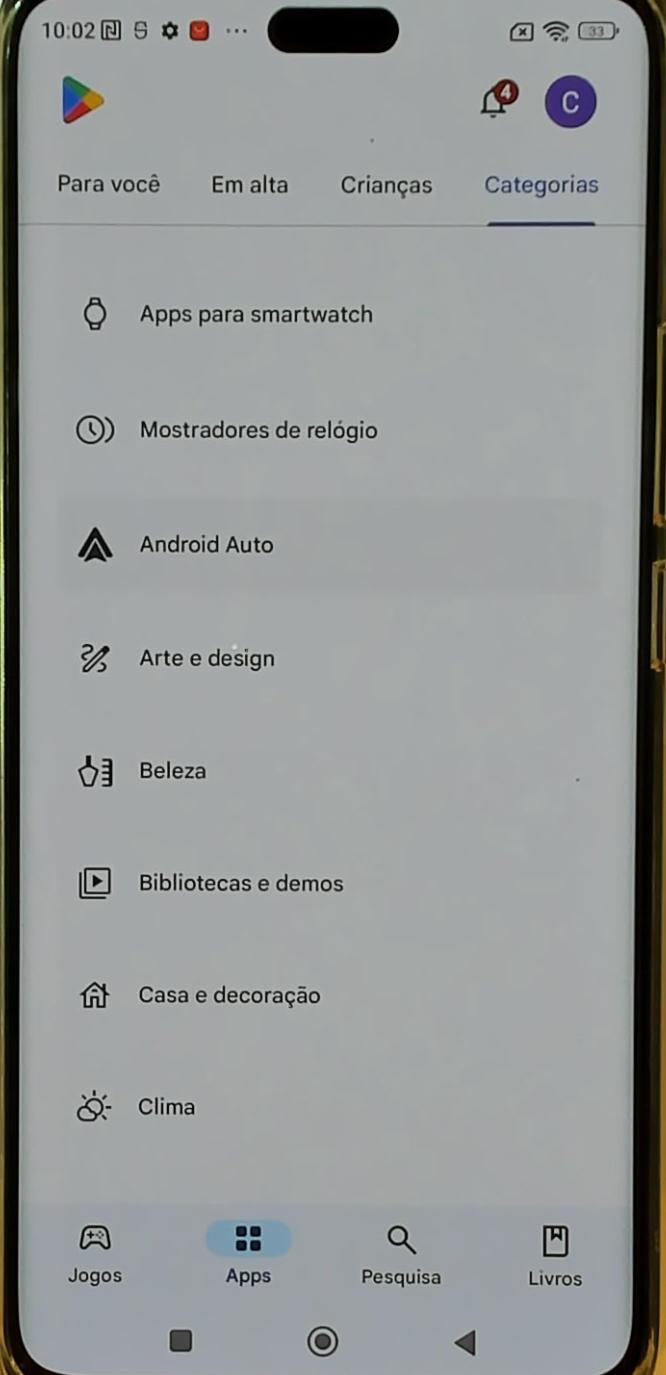 10:02
33
4
C
Para você Em alta Crianças Categorias
Apps para smartwatch
Mostradores de relógio
Android Auto
Arte e design
Beleza
Bibliotecas e demos
Casa e decoração
Clima
Jogos Apps Pesquisa Livros